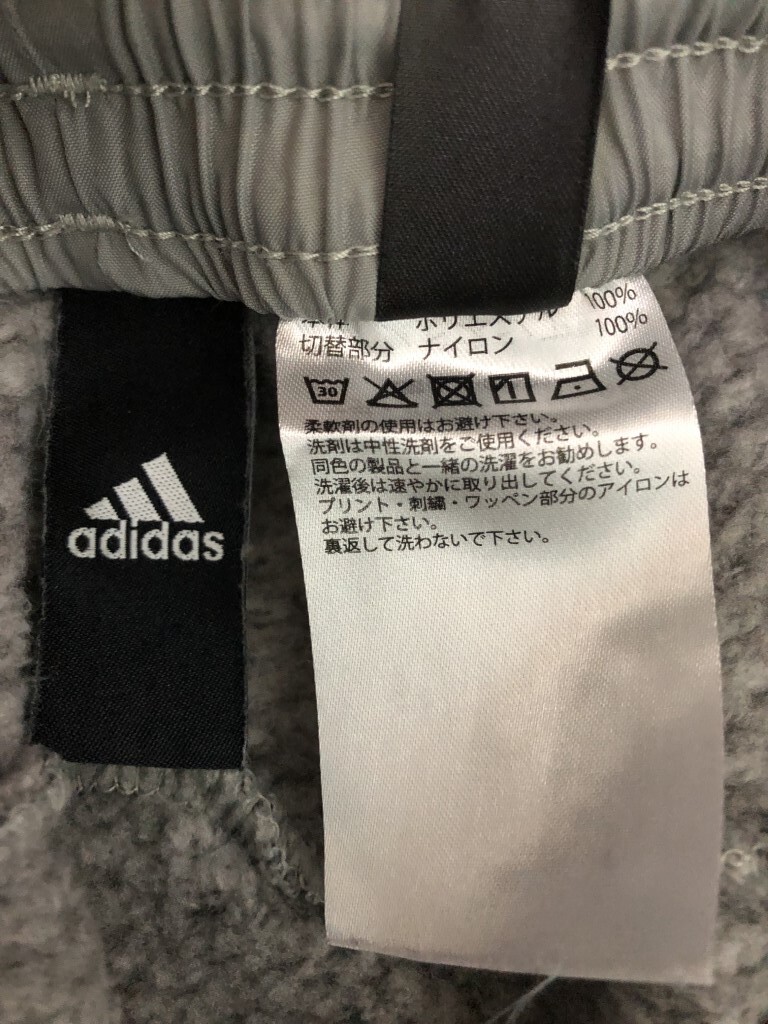 adidas
本体 ポリエステル 100%
切替部分 ナイロン 100%
30
柔軟剤の使用はお避け下さい。
洗剤は中性洗剤をご使用ください。
同色の製品と一緒の洗濯をお勧めします。
洗濯後は速やかに取り出してください。
プリント・刺繍・ワッペン部分のアイロンは
お避け下さい。
裏返して洗わないで下さい。